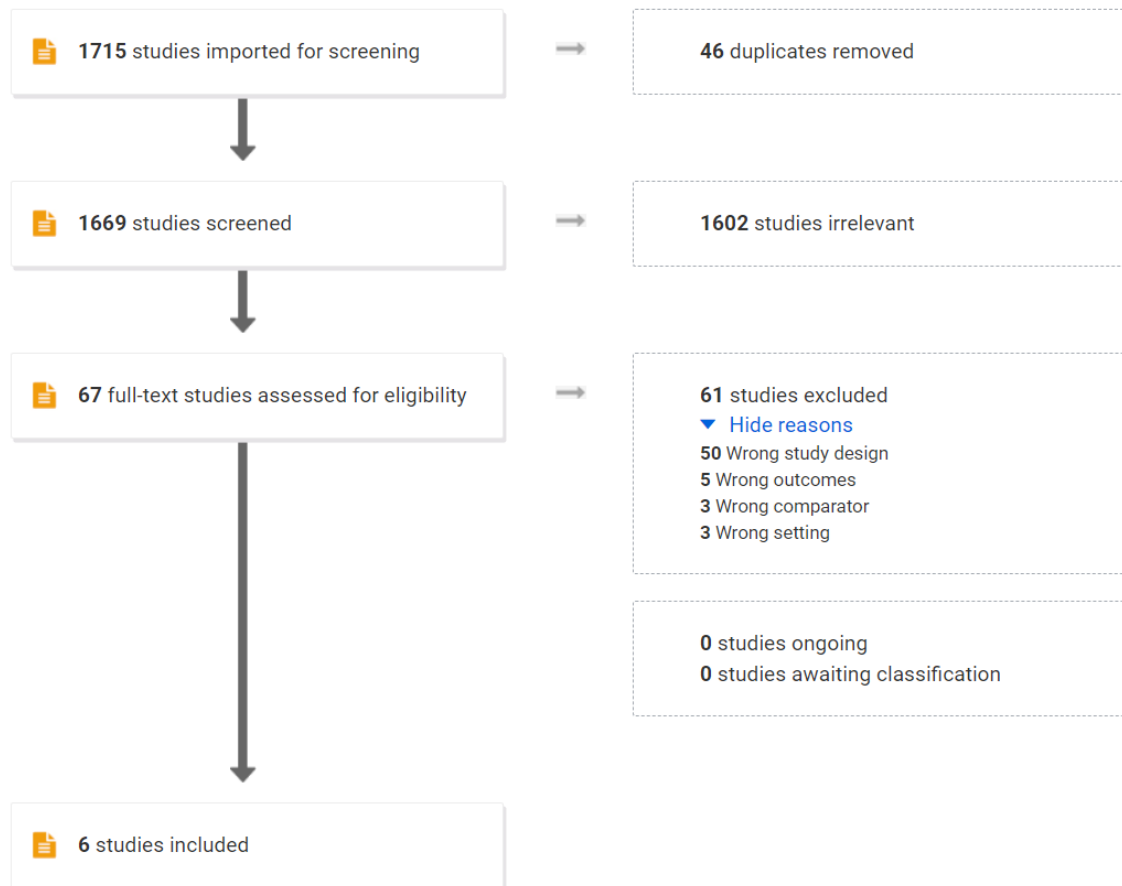 1715 studies imported for screening
46 duplicates removed
1669 studies screened
1602 studies irrelevant
67 full-text studies assessed for eligibility
61 studies excluded
Hide reasons
50 Wrong study design
5 Wrong outcomes
3 Wrong comparator
3 Wrong setting
0 studies ongoing
0 studies awaiting classification
6 studies included